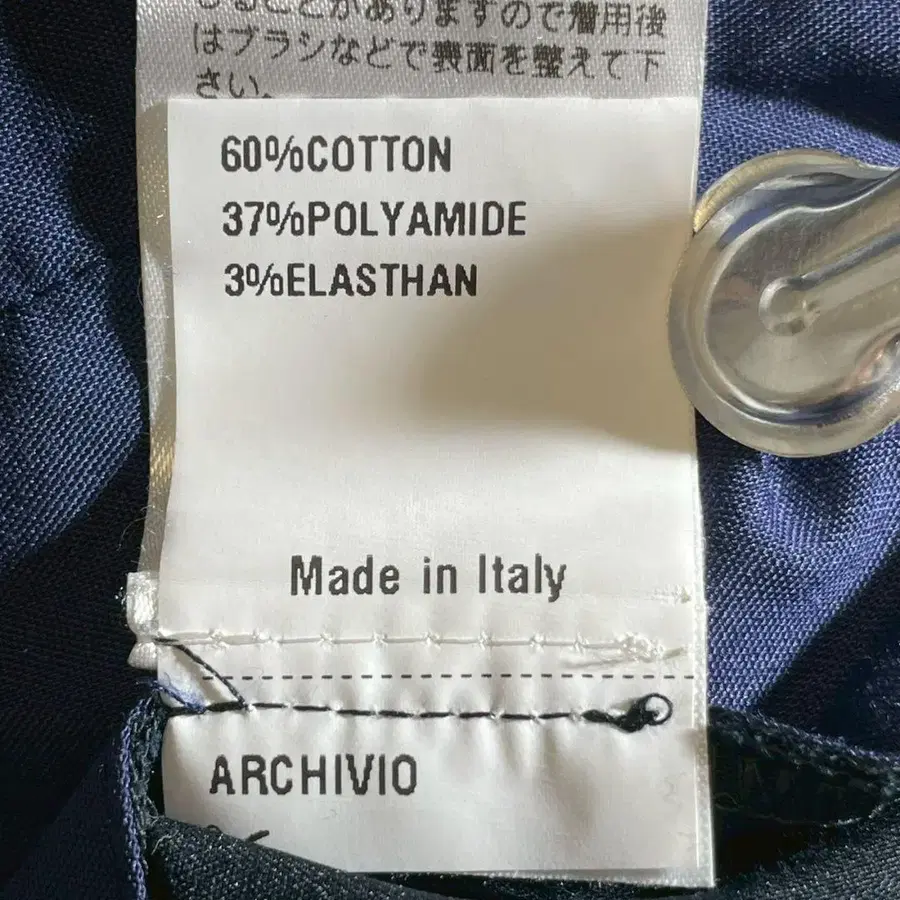 じることがありますので着用後
はブラシなどで表面を整えて下
さい。
60%COTTON
37%POLYAMIDE
3%ELASTHAN
Made in Italy
ARCHIVIO